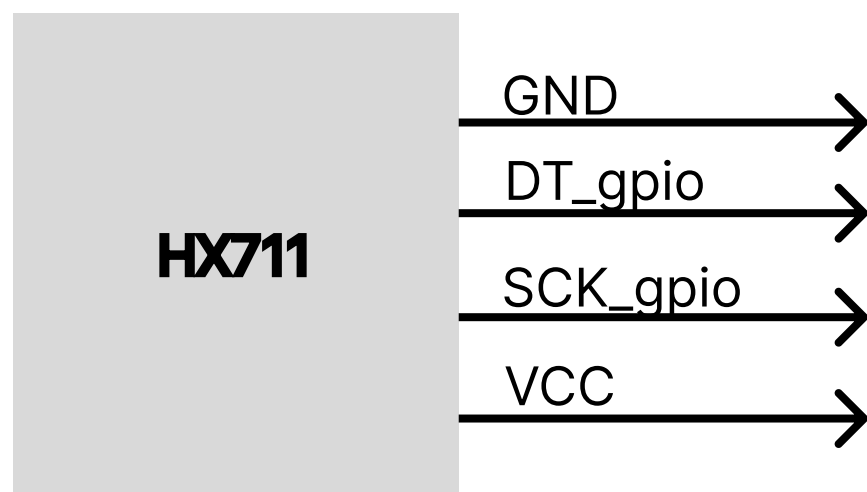 GND
DT_gpio
HX711
SCK_gpio
VCC